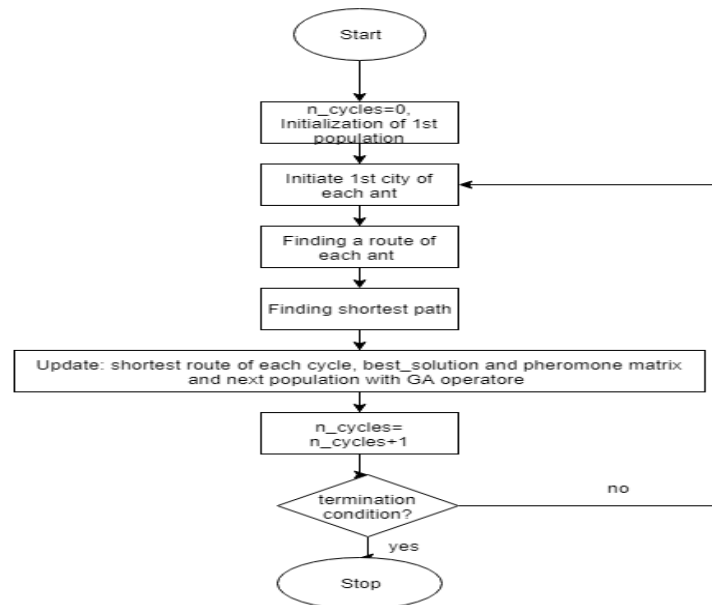 Start
n_cycles=0,
Initialization of 1st
population
Initiate 1st city of
each ant
Finding a route of
each ant
Finding shortest path
Update: shortest route of each cycle, best_solution and pheromone matrix
and next population with GA operatore
n_cycles=
n_cycles+1
termination
condition?
no
yes
Stop